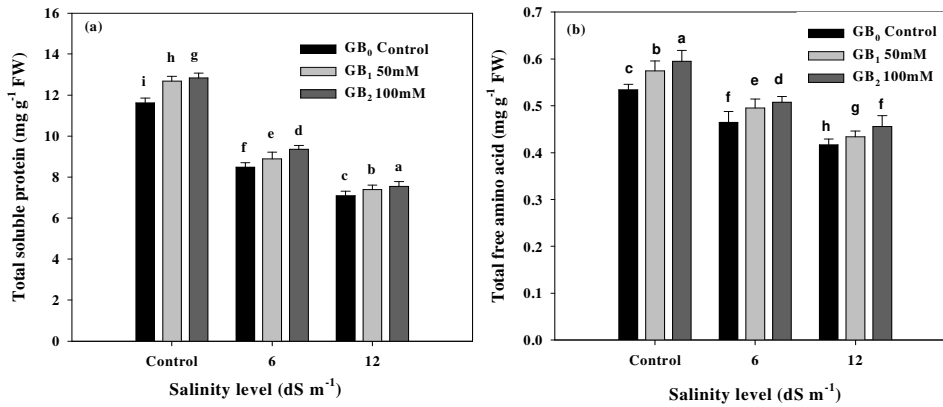 (a)
GB₀ Control
GB₁ 50mM
GB₂ 100mM
Total soluble protein (mg g⁻¹ FW)
16
14
12
10
8
6
4
2
0
i h g
f e d
c b a
Control 6 12
Salinity level (dS m⁻¹)
(b)
GB₀ Control
GB₁ 50mM
GB₂ 100mM
Total free amino acid (mg g⁻¹ FW)
0.7
0.6
0.5
0.4
0.3
0.2
0.1
0.0
c b a
f e d
h g f
Control 6 12
Salinity level (dS m⁻¹)